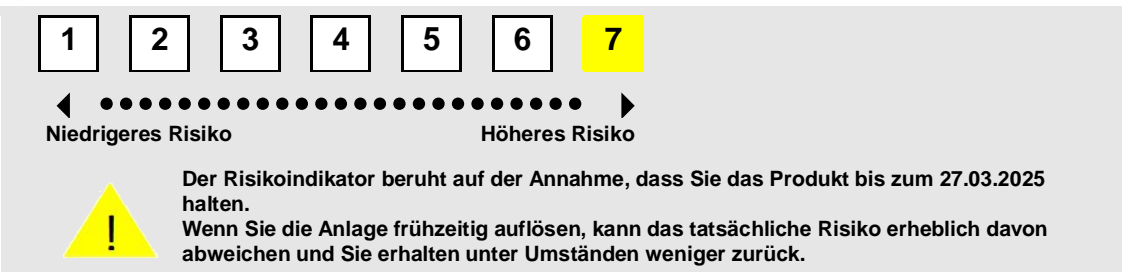 1 2 3 4 5 6 7
Niedrigeres Risiko Höheres Risiko
Der Risikoindikator beruht auf der Annahme, dass Sie das Produkt bis zum 27.03.2025
halten.
Wenn Sie die Anlage frühzeitig auflösen, kann das tatsächliche Risiko erheblich davon
abweichen und Sie erhalten unter Umständen weniger zurück.
!